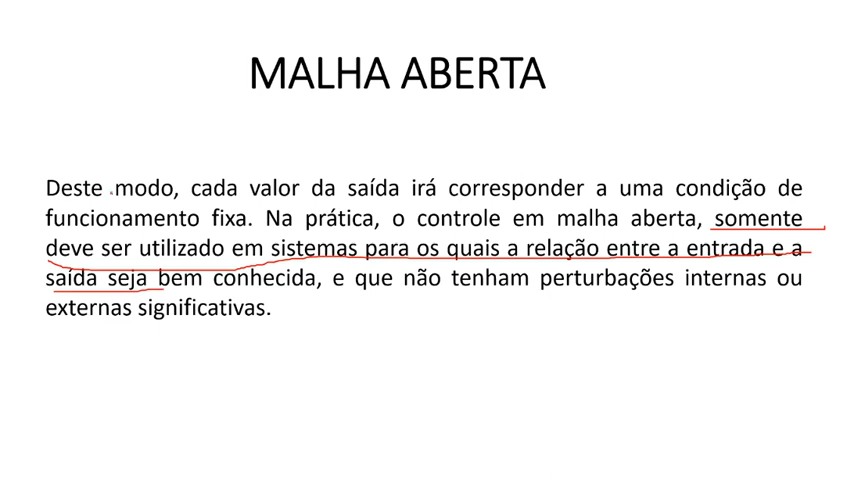 MALHA ABERTA
Deste modo, cada valor da saída irá corresponder a uma condição de
funcionamento fixa. Na prática, o controle em malha aberta, somente
deve ser utilizado em sistemas para os quais a relação entre a entrada e a
saída seja bem conhecida, e que não tenham perturbações internas ou
externas significativas.